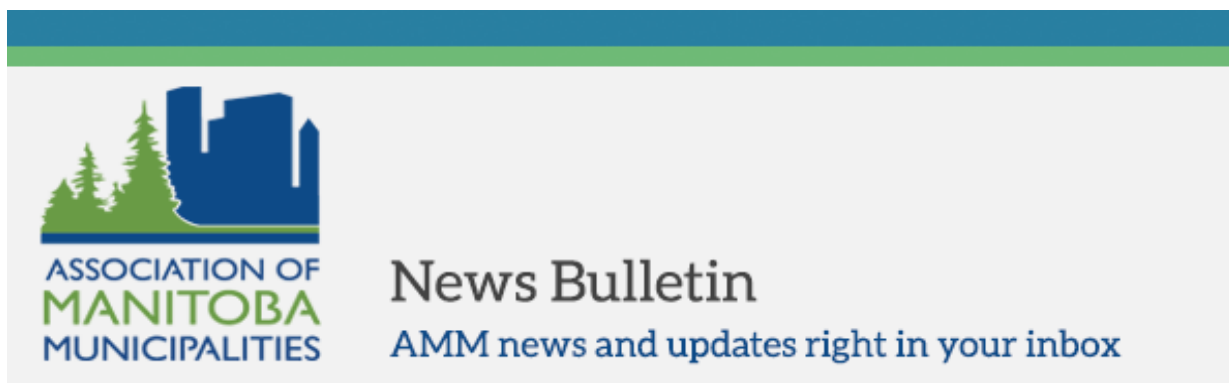 ASSOCIATION OF
MANITOBA
MUNICIPALITIES
News Bulletin
AMM news and updates right in your inbox